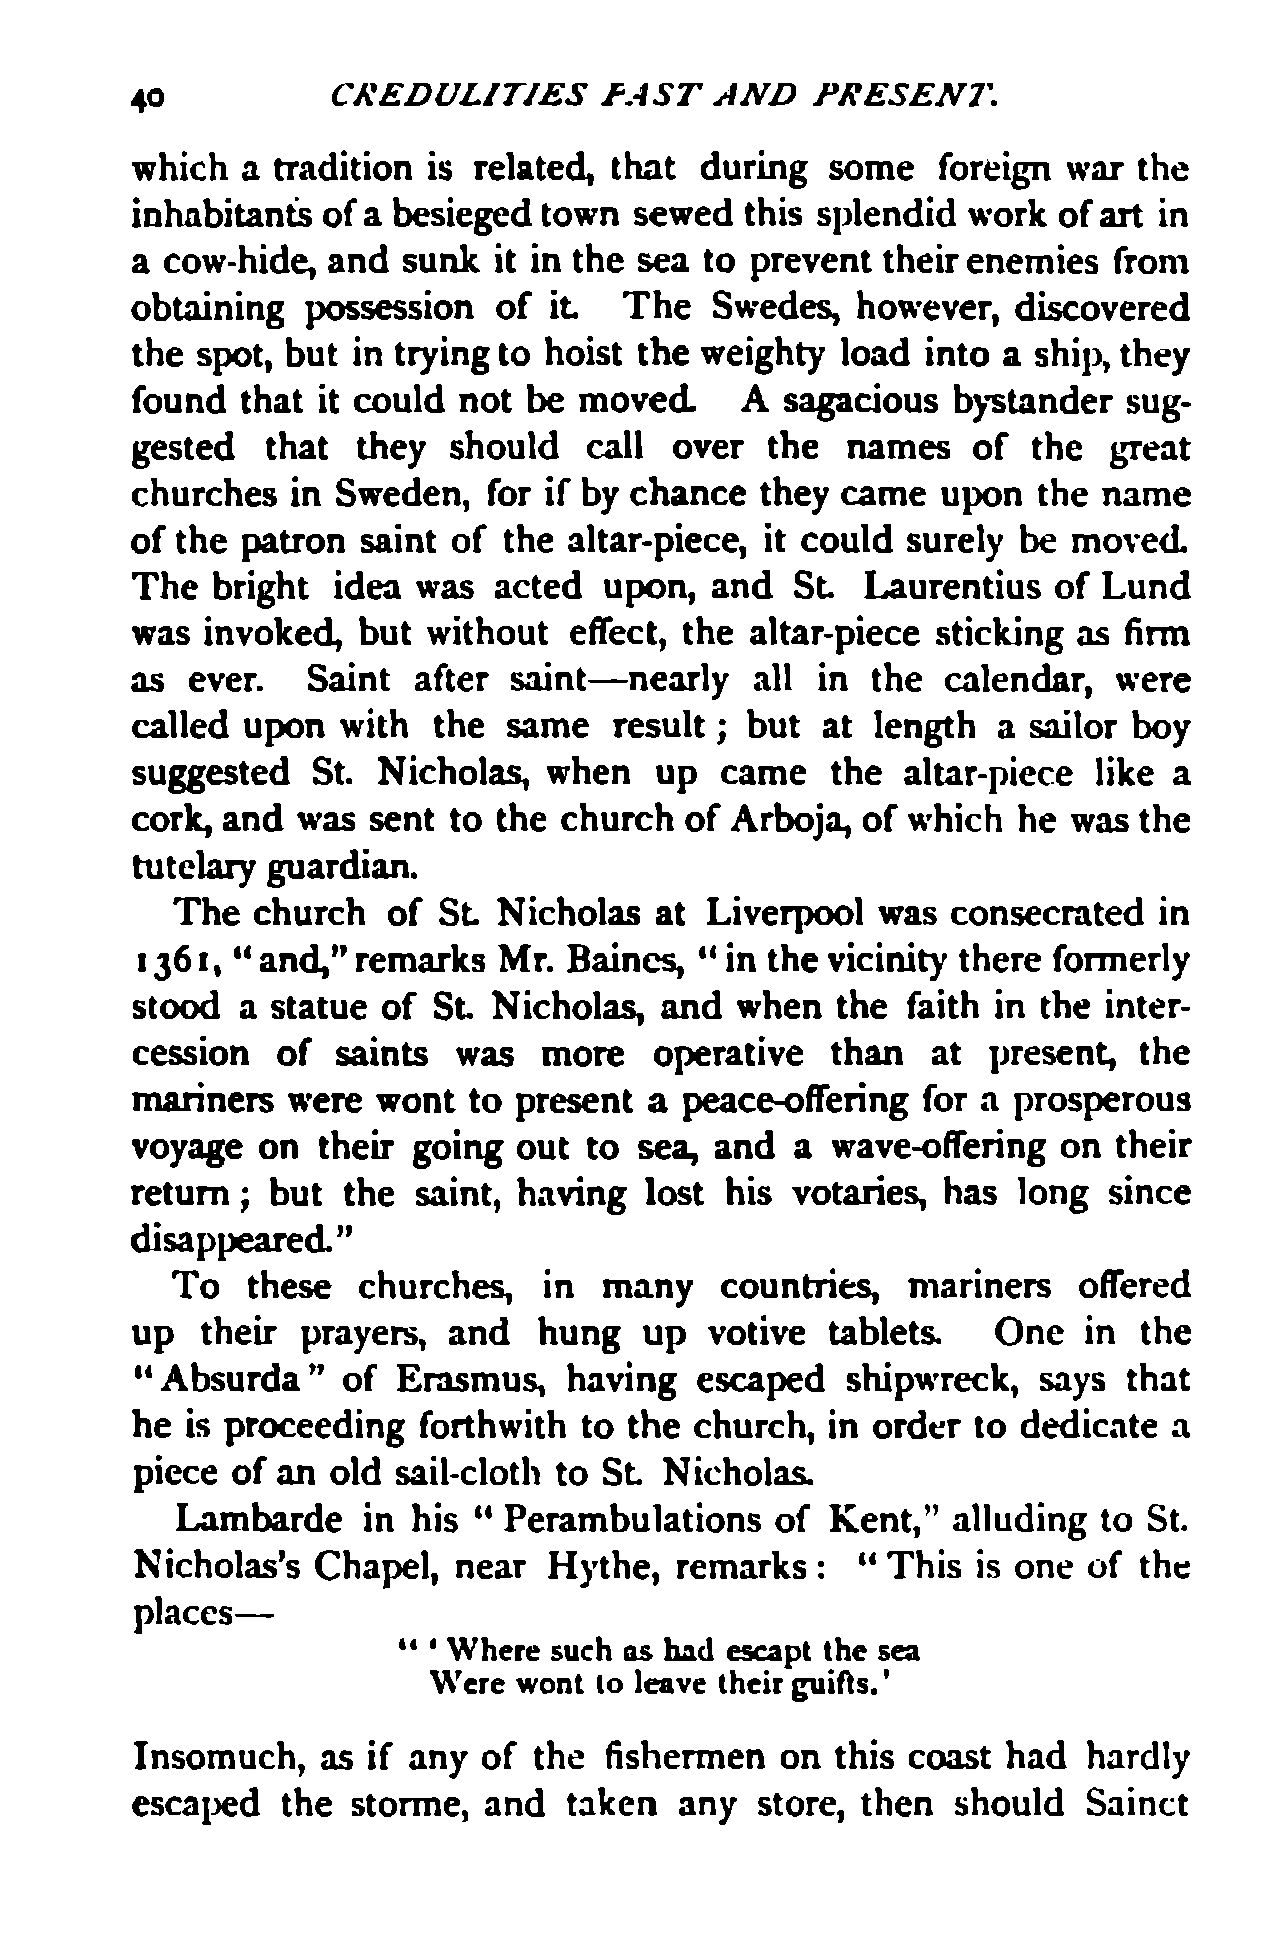 40 CREDULITIES PAST AND PRESENT.
which a tradition is related, that during some foreign war the
inhabitants of a besieged town sewed this splendid work of art in
a cow-hide, and sunk it in the sea to prevent their enemies from
obtaining possession of it. The Swedes, however, discovered
the spot, but in trying to hoist the weighty load into a ship, they
found that it could not be moved. A sagacious bystander sug-
gested that they should call over the names of the great
churches in Sweden, for if by chance they came upon the name
of the patron saint of the altar-piece, it could surely be moved.
The bright idea was acted upon, and St. Laurentius of Lund
was invoked, but without effect, the altar-piece sticking as firm
as ever. Saint after saint—nearly all in the calendar, were
called upon with the same result ; but at length a sailor boy
suggested St. Nicholas, when up came the altar-piece like a
cork, and was sent to the church of Arboja, of which he was the
tutelary guardian.
The church of St. Nicholas at Liverpool was consecrated in
1361, "and," remarks Mr. Baines, "in the vicinity there formerly
stood a statue of St. Nicholas, and when the faith in the inter-
cession of saints was more operative than at present, the
mariners were wont to present a peace-offering for a prosperous
voyage on their going out to sea, and a wave-offering on their
return ; but the saint, having lost his votaries, has long since
disappeared."
To these churches, in many countries, mariners offered
up their prayers, and hung up votive tablets. One in the
"Absurda" of Erasmus, having escaped shipwreck, says that
he is proceeding forthwith to the church, in order to dedicate a
piece of an old sail-cloth to St. Nicholas.
Lambarde in his "Perambulations of Kent," alluding to St.
Nicholas's Chapel, near Hythe, remarks : "This is one of the
places—
"'Where such as had escapt the sea
Were wont to leave their guifts.'
Insomuch, as if any of the fishermen on this coast had hardly
escaped the storme, and taken any store, then should Sainct